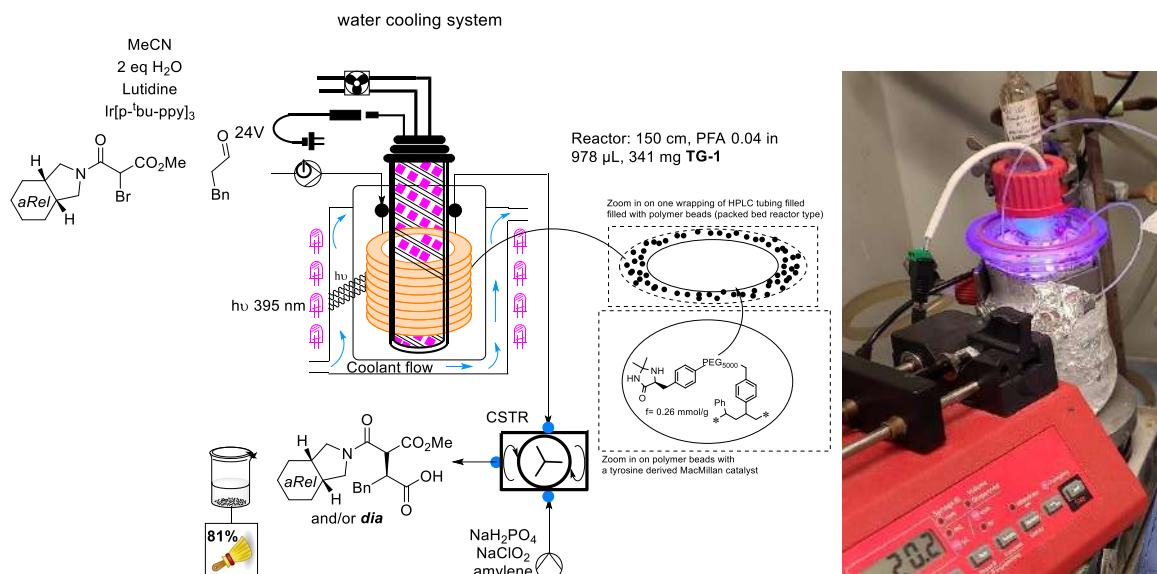 water cooling system
MeCN
2 eq H₂O
Lutidine
Ir[p-ᵗbu-ppy]₃
24V
O
N
O
CO₂Me
Br
H
H
aRel
O
Bn
Reactor: 150 cm, PFA 0.04 in
978 µL, 341 mg TG-1
Zoom in on one wrapping of HPLC tubing filled
filled with polymer beads (packed bed reactor type)
hυ
hυ 395 nm
Coolant flow
PEG₅₀₀₀
NH
HN
O
Ph
f= 0.26 mmol/g
*
*
Zoom in on polymer beads with
a tyrosine derived MacMillan catalyst
CSTR
H
O
N
CO₂Me
aRel
H
Bn
OH
O
and/or dia
81%
NaH₂PO₄
NaClO₂
amylene
20.2